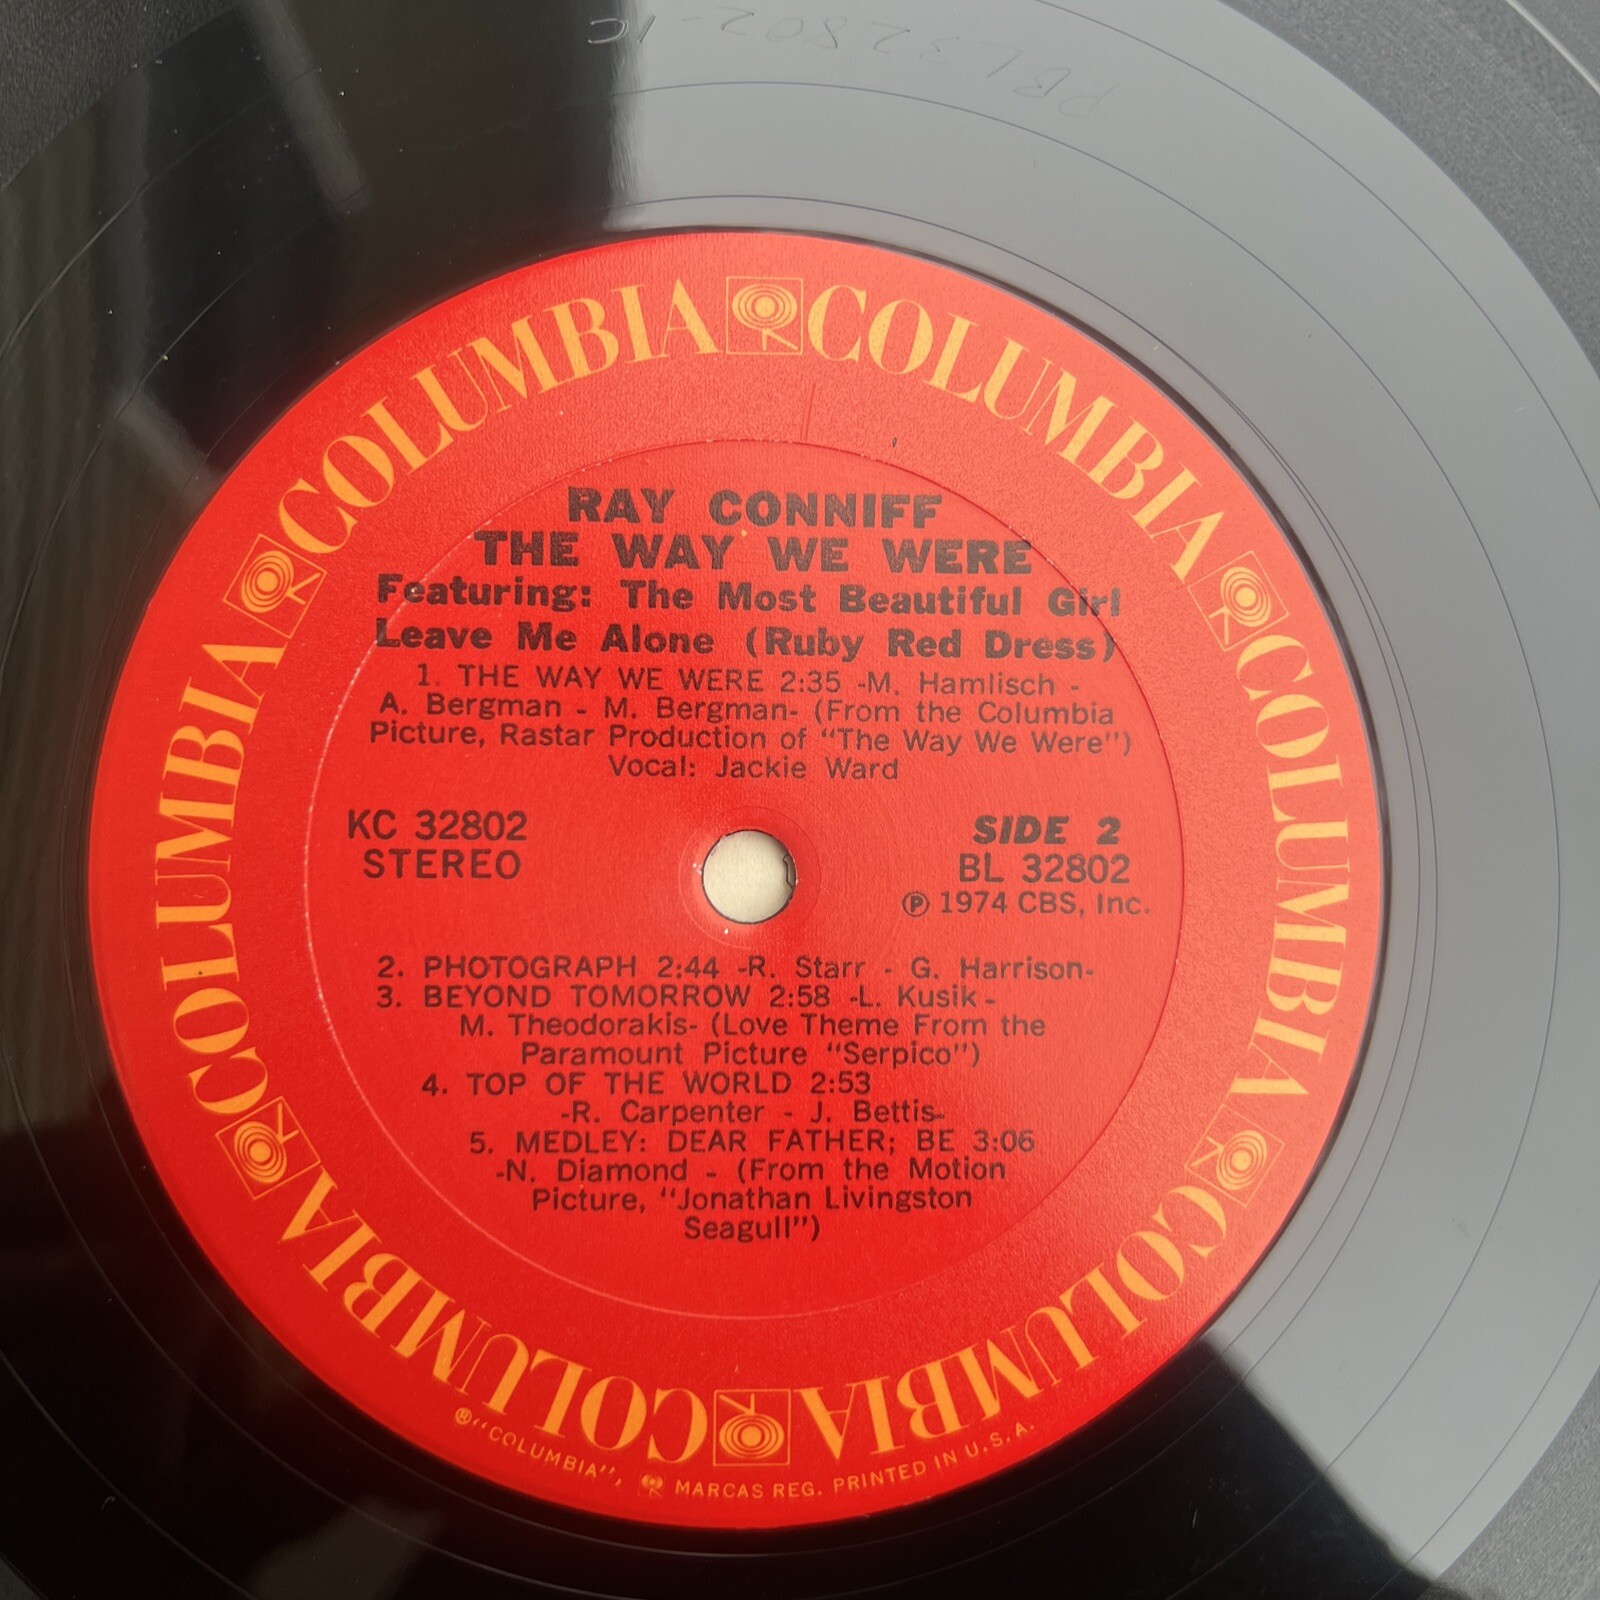 PBL32802-1C
COLUMBIA COLUMBIA COLUMBIA COLUMBIA COLUMBIA COLUMBIA COLUMBIA COLUMBIA
RAY CONNIFF
THE WAY WE WERE
Featuring: The Most Beautiful Girl
Leave Me Alone (Ruby Red Dress)
1. THE WAY WE WERE 2:35 -M. Hamlisch -
A. Bergman - M. Bergman- (From the Columbia
Picture, Rastar Production of “The Way We Were”)
Vocal: Jackie Ward
KC 32802
STEREO
SIDE 2
BL 32802
℗ 1974 CBS, Inc.
2. PHOTOGRAPH 2:44 -R. Starr - G. Harrison-
3. BEYOND TOMORROW 2:58 -L. Kusik -
M. Theodorakis- (Love Theme From the
Paramount Picture “Serpico”)
4. TOP OF THE WORLD 2:53
-R. Carpenter - J. Bettis-
5. MEDLEY: DEAR FATHER; BE 3:06
-N. Diamond - (From the Motion
Picture, “Jonathan Livingston
Seagull”)
®“COLUMBIA”, MARCAS REG. PRINTED IN U.S.A.